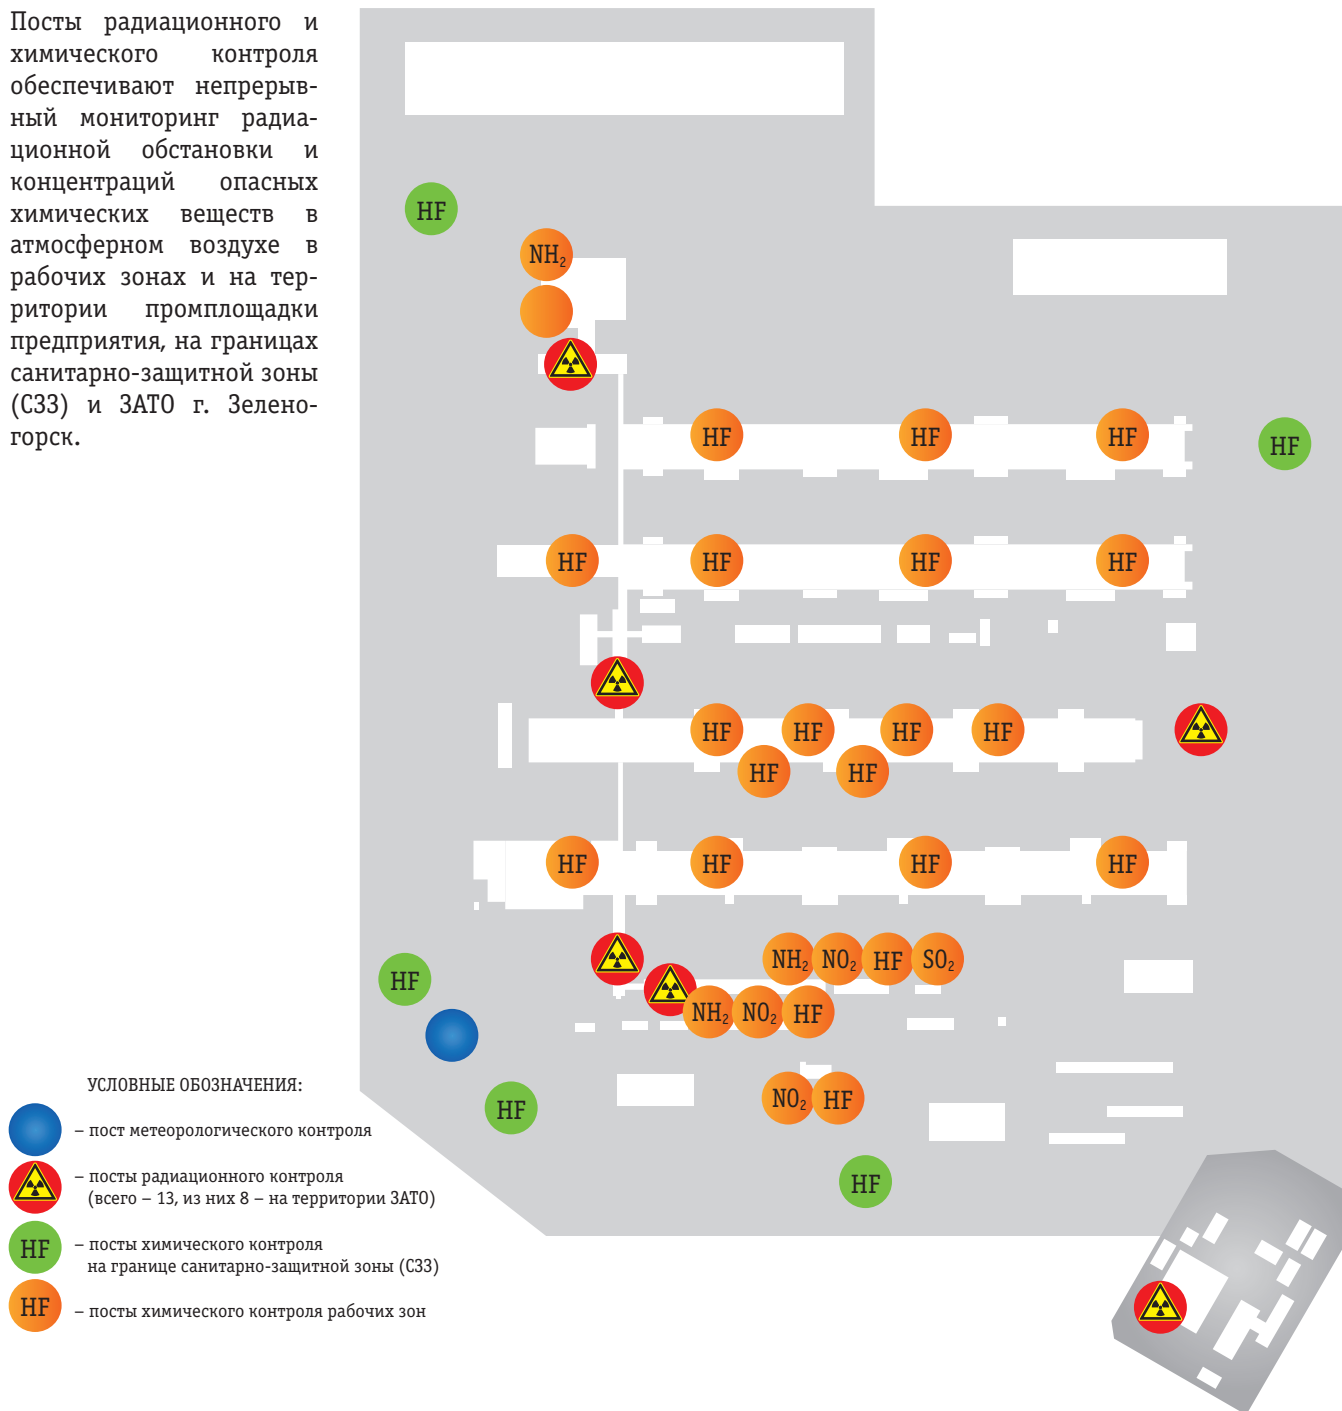 Посты радиационного и
химического контроля
обеспечивают непрерыв-
ный мониторинг радиа-
ционной обстановки и
концентраций опасных
химических веществ в
атмосферном воздухе в
рабочих зонах и на тер-
ритории промплощадки
предприятия, на границах
санитарно-защитной зоны
(СЗЗ) и ЗАТО г. Зелено-
горск.
HF
NH₂
HF HF HF
HF
HF HF HF HF
HF HF HF HF
HF HF
HF HF HF HF
NH₂ NO₂ HF SO₂
HF
NH₂ NO₂ HF
NO₂ HF
HF
HF
УСЛОВНЫЕ ОБОЗНАЧЕНИЯ:
– пост метеорологического контроля
– посты радиационного контроля
(всего – 13, из них 8 – на территории ЗАТО)
HF – посты химического контроля
на границе санитарно-защитной зоны (СЗЗ)
HF – посты химического контроля рабочих зон